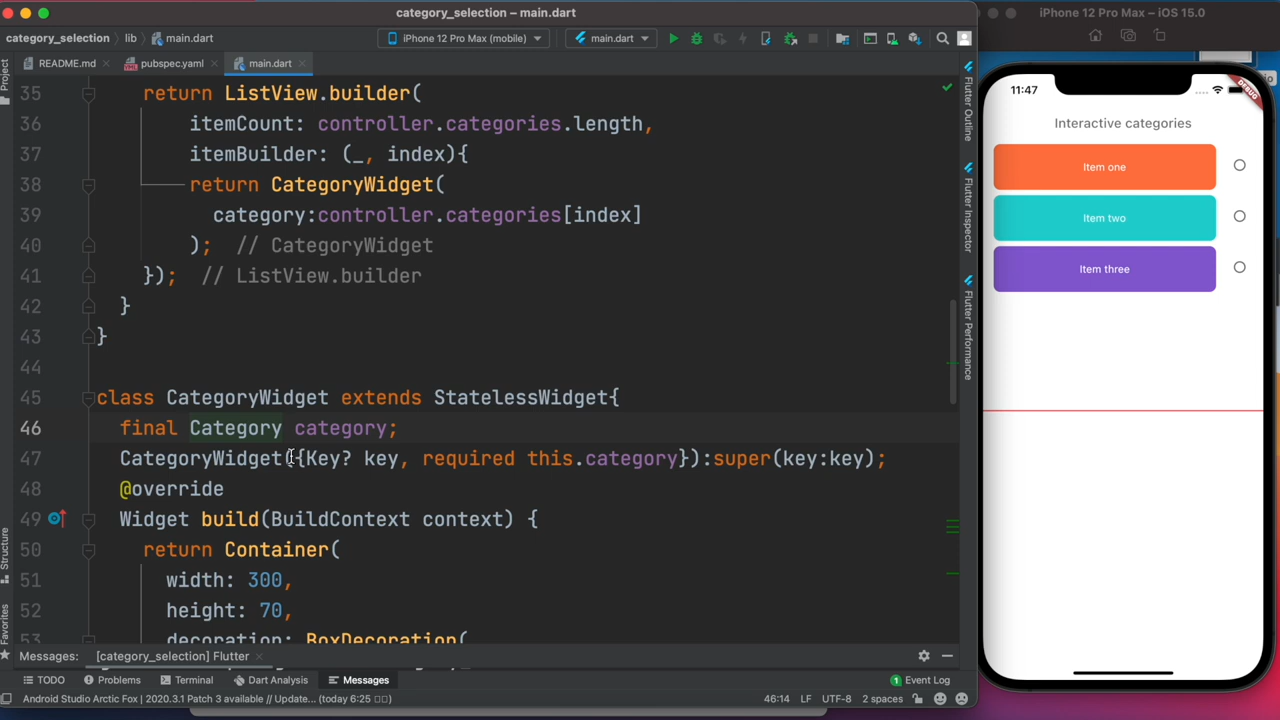 category_selection – main.dart
iPhone 12 Pro Max – iOS 15.0
category_selection
lib
main.dart
iPhone 12 Pro Max (mobile)
main.dart
README.md
pubspec.yaml
main.dart
Project
Structure
Favorites
35 return ListView.builder(
36 itemCount: controller.categories.length,
37 itemBuilder: (_, index){
38 return CategoryWidget(
39 category:controller.categories[index]
40 ); // CategoryWidget
41 }); // ListView.builder
42 }
43 }
44
45 class CategoryWidget extends StatelessWidget{
46 final Category category;
47 CategoryWidget({Key? key, required this.category}):super(key:key);
48 @override
49 Widget build(BuildContext context) {
50 return Container(
51 width: 300,
52 height: 70,
53 decoration: BoxDecoration(
Flutter Outline
Flutter Inspector
Flutter Performance
11:47
DEBUG
Interactive categories
Item one
Item two
Item three
Messages: [category_selection] Flutter
TODO Problems Terminal Dart Analysis Messages 1 Event Log
Android Studio Arctic Fox | 2020.3.1 Patch 3 available // Update... (today 6:25 46:14 LF UTF-8 2 spaces